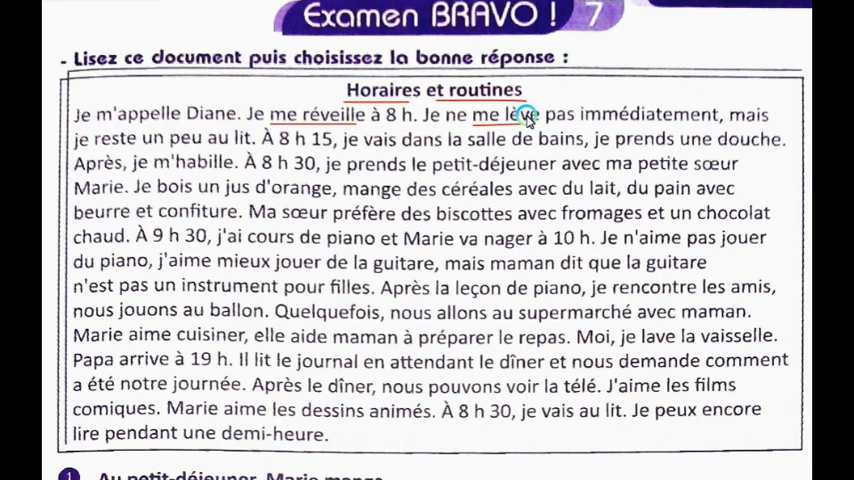 Examen BRAVO ! 7
- Lisez ce document puis choisissez la bonne réponse :
Horaires et routines
Je m'appelle Diane. Je me réveille à 8 h. Je ne me lève pas immédiatement, mais
je reste un peu au lit. À 8 h 15, je vais dans la salle de bains, je prends une douche.
Après, je m'habille. À 8 h 30, je prends le petit-déjeuner avec ma petite sœur
Marie. Je bois un jus d'orange, mange des céréales avec du lait, du pain avec
beurre et confiture. Ma sœur préfère des biscottes avec fromages et un chocolat
chaud. À 9 h 30, j'ai cours de piano et Marie va nager à 10 h. Je n'aime pas jouer
du piano, j'aime mieux jouer de la guitare, mais maman dit que la guitare
n'est pas un instrument pour filles. Après la leçon de piano, je rencontre les amis,
nous jouons au ballon. Quelquefois, nous allons au supermarché avec maman.
Marie aime cuisiner, elle aide maman à préparer le repas. Moi, je lave la vaisselle.
Papa arrive à 19 h. Il lit le journal en attendant le dîner et nous demande comment
a été notre journée. Après le dîner, nous pouvons voir la télé. J'aime les films
comiques. Marie aime les dessins animés. À 8 h 30, je vais au lit. Je peux encore
lire pendant une demi-heure.
1 Au petit-déjeuner, Marie mange